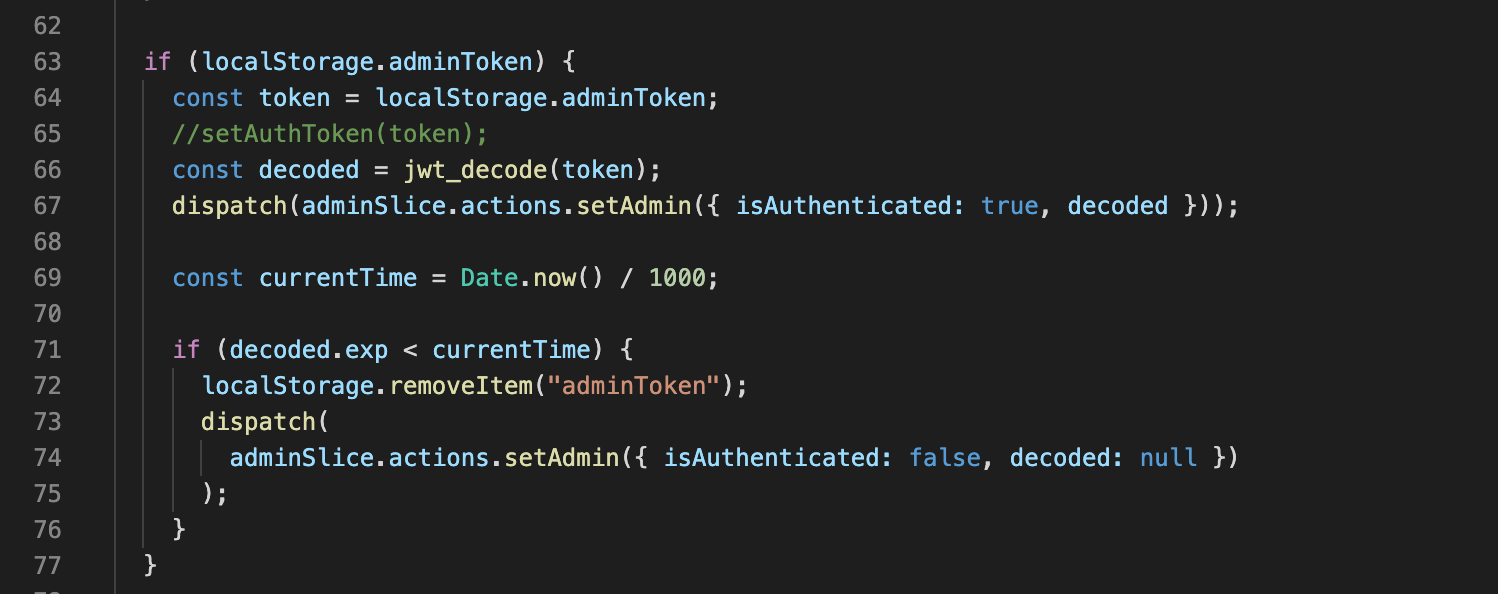 62
63 if (localStorage.adminToken) {
64 const token = localStorage.adminToken;
65 //setAuthToken(token);
66 const decoded = jwt_decode(token);
67 dispatch(adminSlice.actions.setAdmin({ isAuthenticated: true, decoded }));
68
69 const currentTime = Date.now() / 1000;
70
71 if (decoded.exp < currentTime) {
72 localStorage.removeItem("adminToken");
73 dispatch(
74 adminSlice.actions.setAdmin({ isAuthenticated: false, decoded: null })
75 );
76 }
77 }